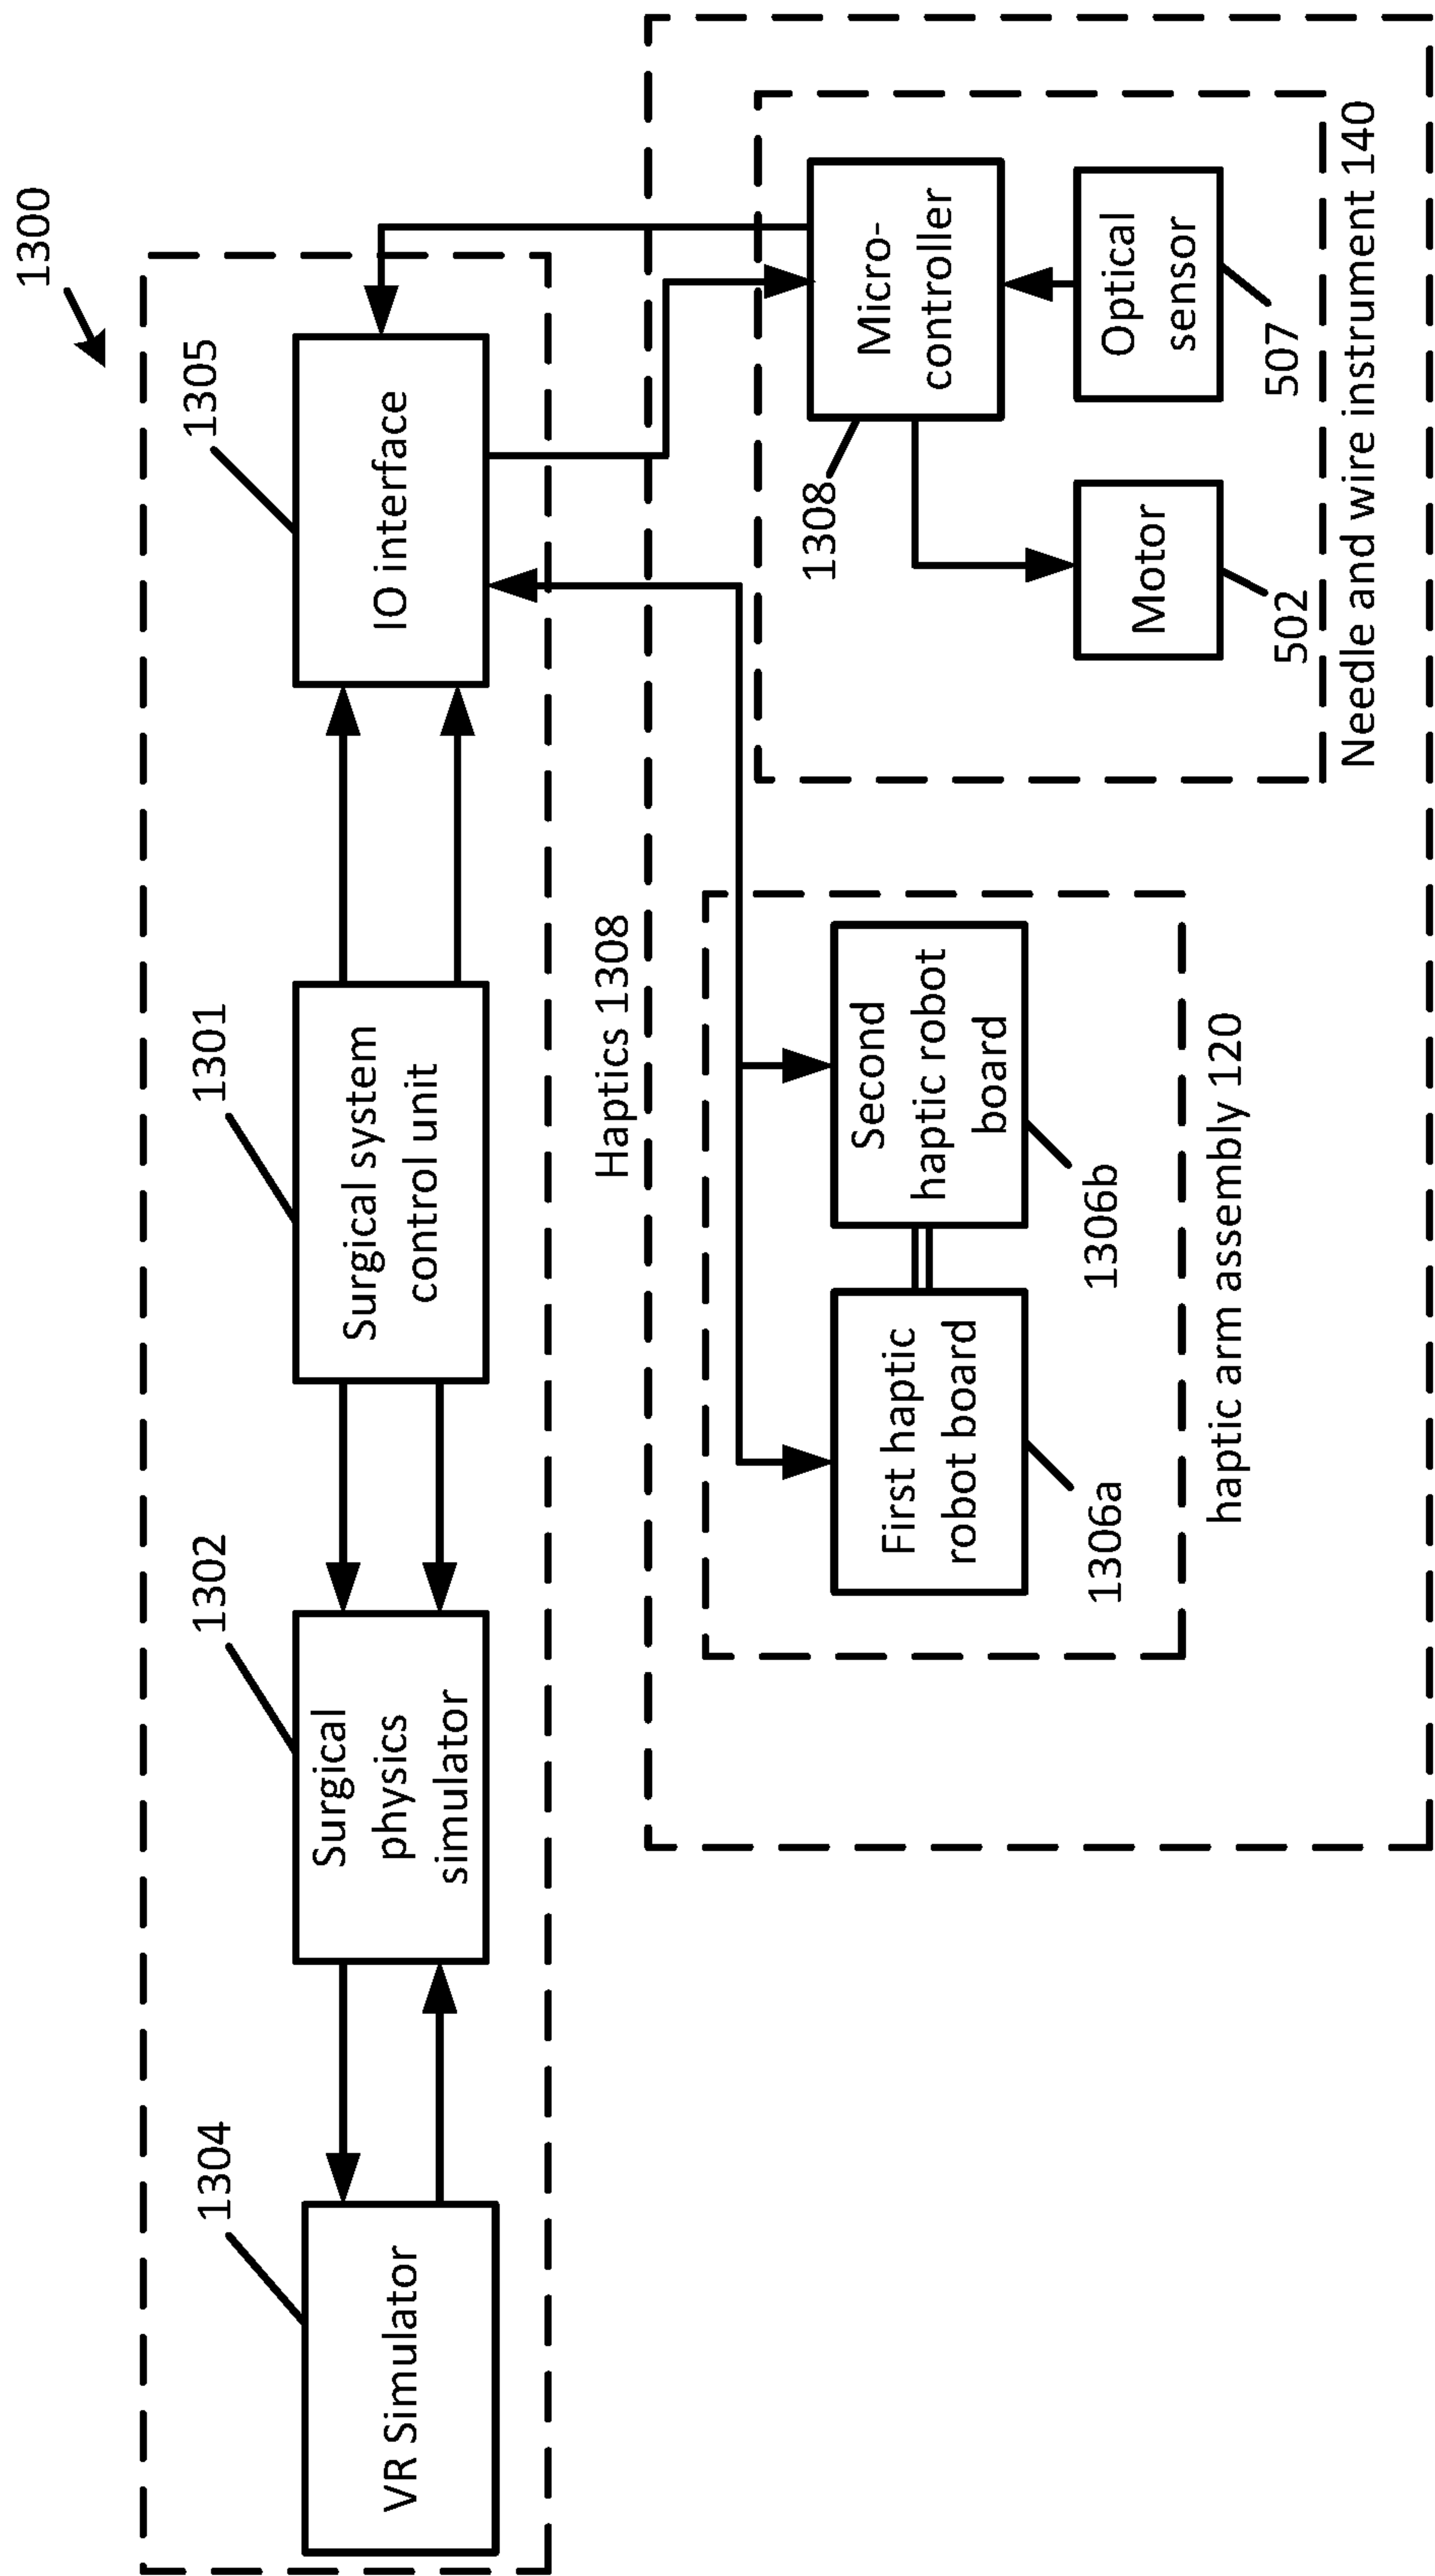 1300
1304
1302
1301
1305
VR Simulator
Surgical
physics
simulator
Surgical system
control unit
IO interface
Haptics 1308
First haptic
robot board
Second
haptic robot
board
1306a
1306b
haptic arm assembly 120
Micro-
controller
1308
Motor
Optical
sensor
502
507
Needle and wire instrument 140